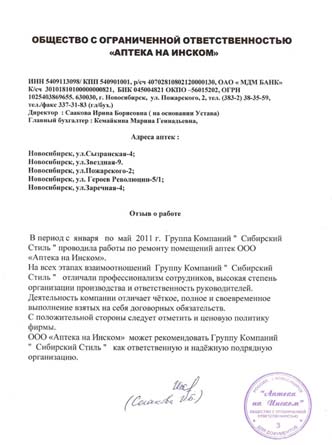 ОБЩЕСТВО С ОГРАНИЧЕННОЙ ОТВЕТСТВЕННОСТЬЮ
«АПТЕКА НА ИНСКОМ»
ИНН 5409113098/ КПП 540901001, р/сч 40702810802120000130, ОАО « МДМ БАНК»
К/сч 30101810100000000821, БИК 045004821 ОКПО –56015202, ОГРН
1025403869655. 630030, г. Новосибирск, ул. Пожарского, 2, тел. (383-2) 38-35-59,
тел./факс 337-31-83 (гл/бух.)
Директор : Саакова Ирина Борисовна ( на основании Устава)
Главный бухгалтер : Кемайкина Марина Геннадьевна,
Адреса аптек :
Новосибирск, ул.Сызранская-4;
Новосибирск, ул.Звездная-9.
Новосибирск, ул.Пожарского-2;
Новосибирск, ул. Героев Революции-5/1;
Новосибирск, ул.Заречная-4;
Отзыв о работе
В период с января по май 2011 г. Группа Компаний " Сибирский
Стиль " проводила работы по ремонту помещений аптек ООО
«Аптека на Инском».
На всех этапах взаимоотношений Группу Компаний " Сибирский
Стиль " отличали профессионализм сотрудников, высокая степень
организации производства и ответственность руководителей.
Деятельность компании отличает чёткое, полное и своевременное
выполнение взятых на себя договорных обязательств.
С положительной стороны следует отметить и ценовую политику
фирмы.
ООО «Аптека на Инском» может рекомендовать Группу Компаний
" Сибирский Стиль " как ответственную и надёжную подрядную
организацию.
(Саакова И.Б.)
"Аптека
на Инском"
3
ДЛЯ ДОКУМЕНТОВ